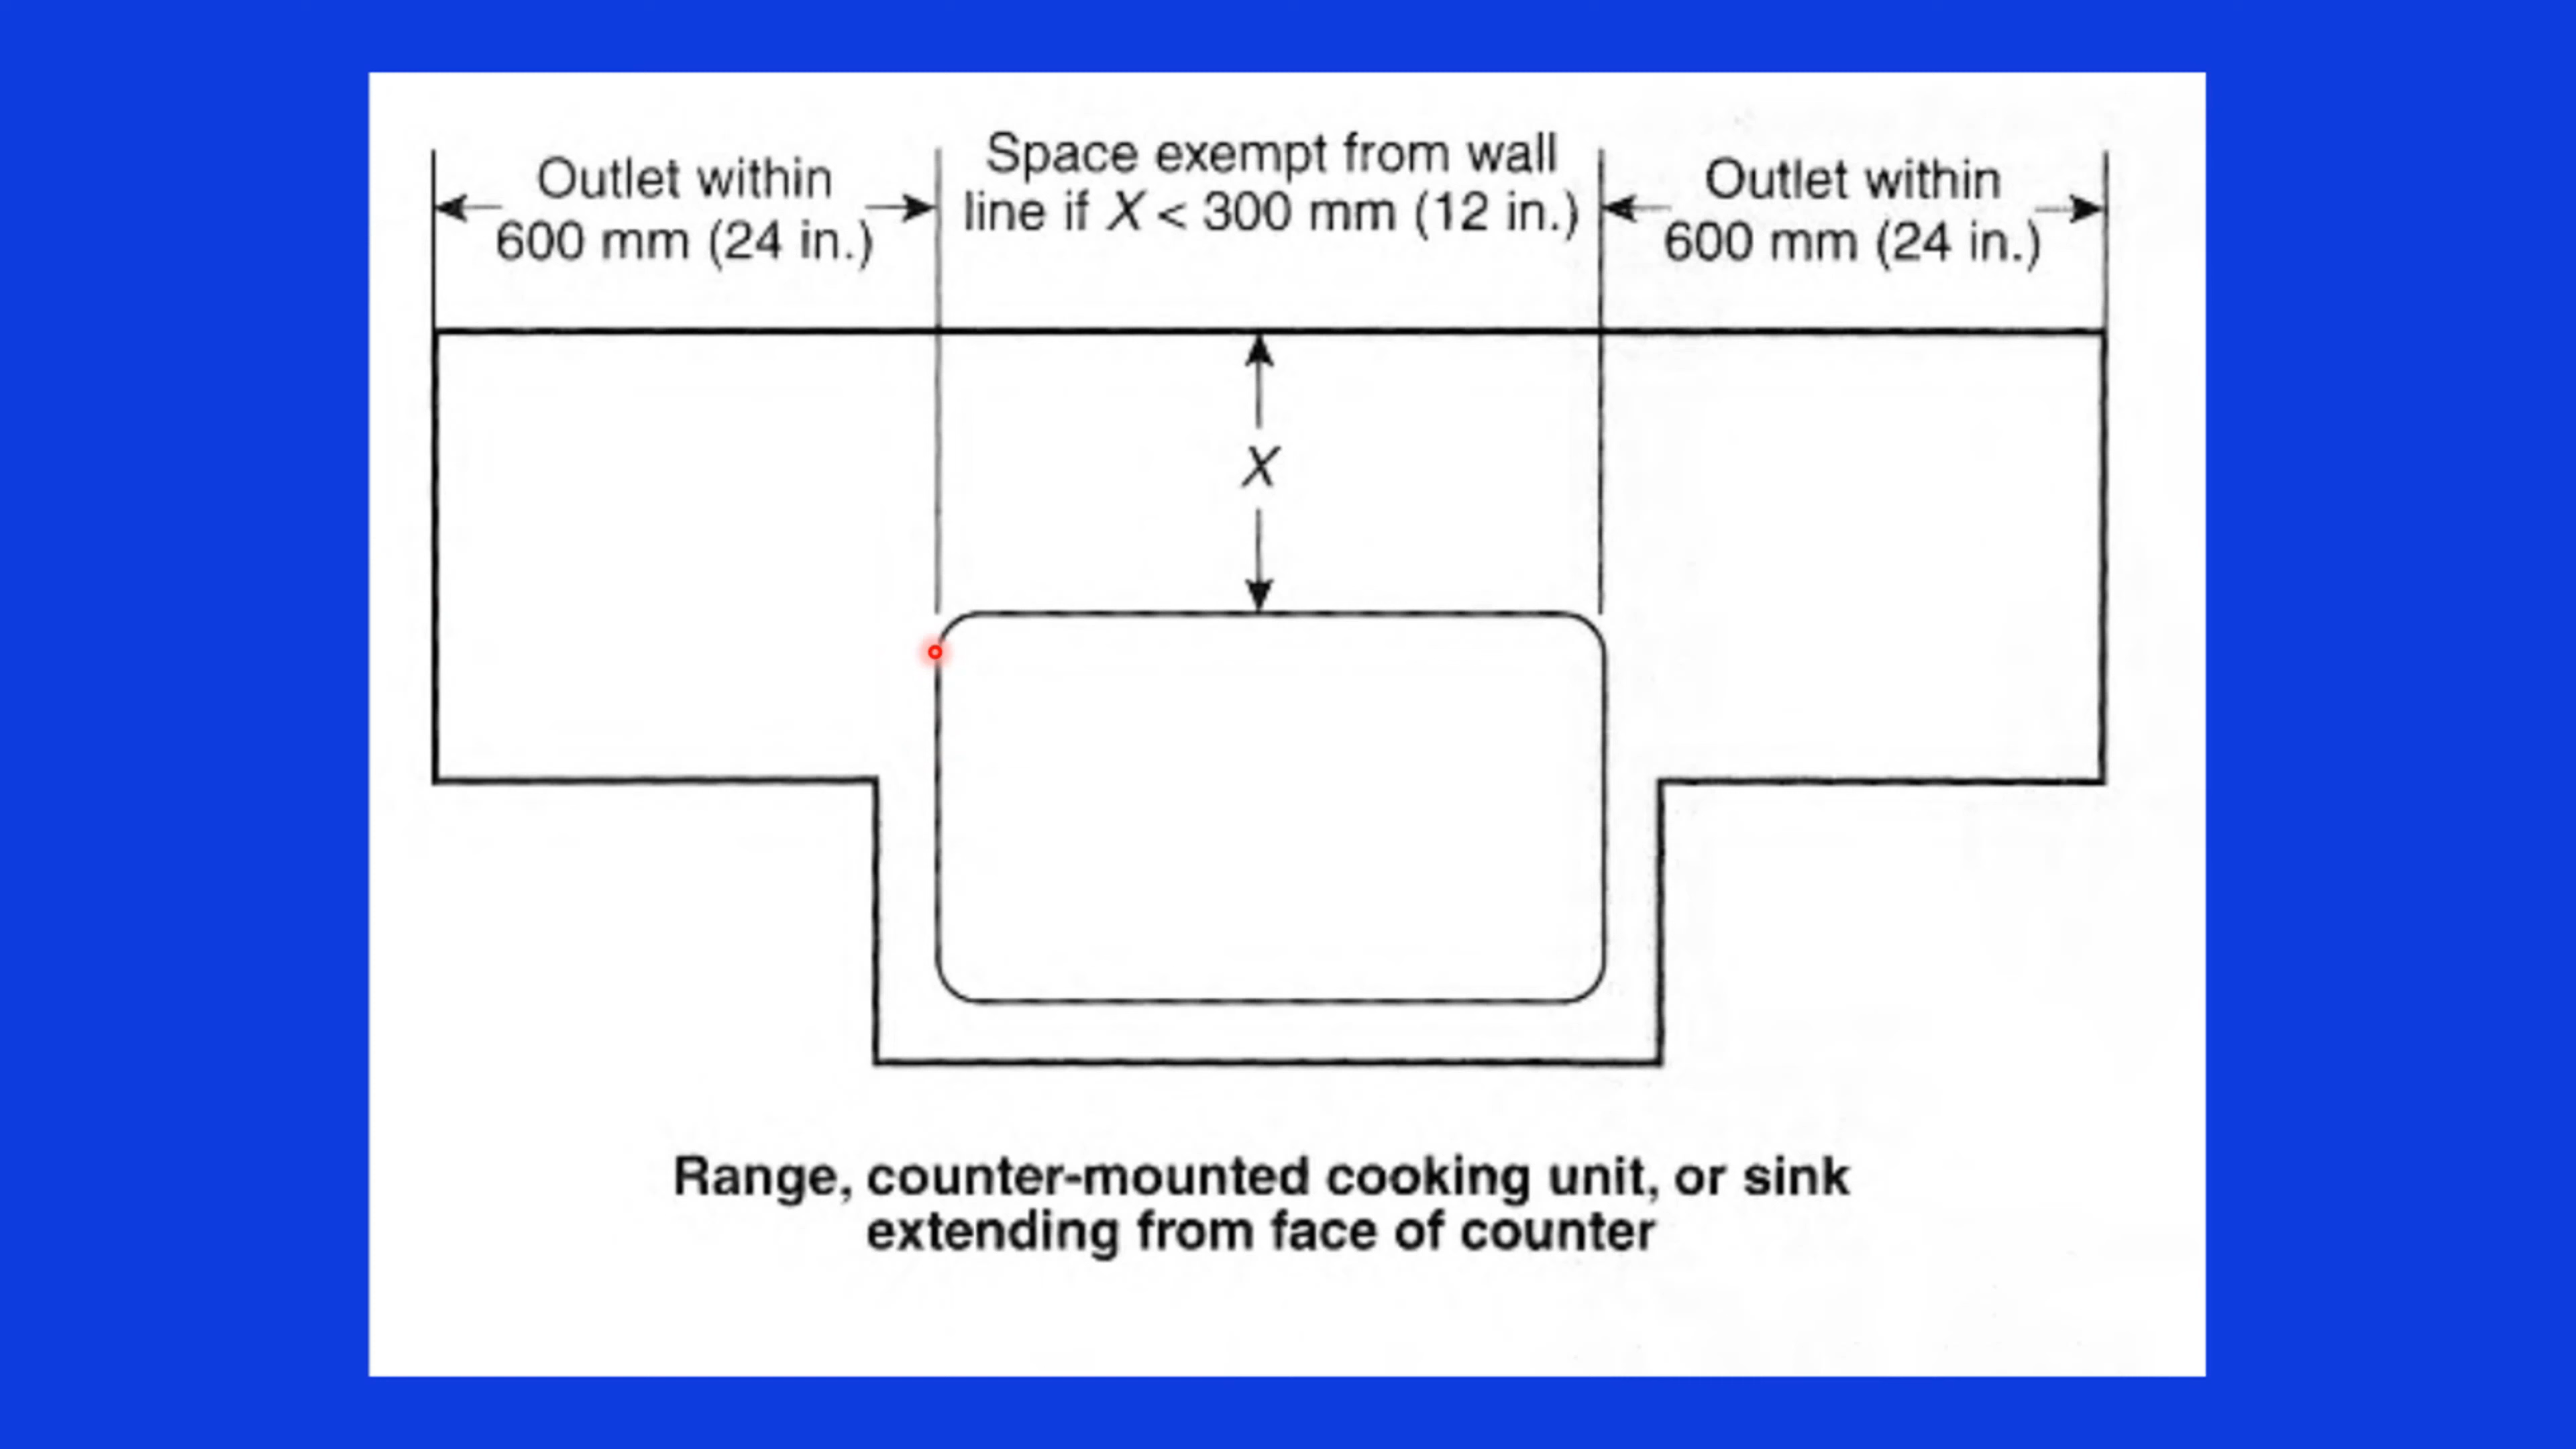 Outlet within
600 mm (24 in.)
Space exempt from wall
line if X < 300 mm (12 in.)
Outlet within
600 mm (24 in.)
X
Range, counter-mounted cooking unit, or sink
extending from face of counter